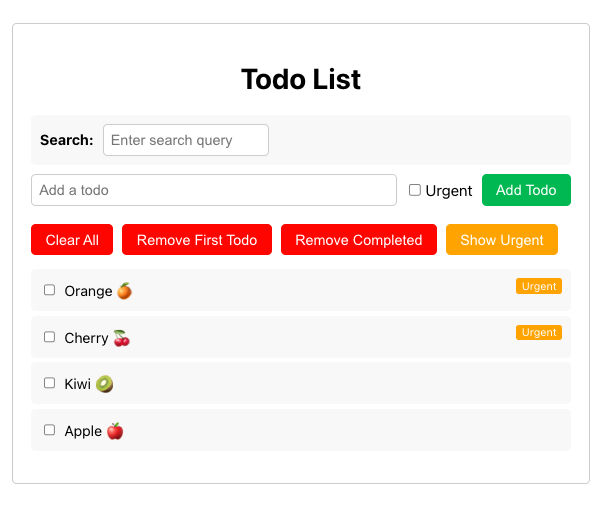 Todo List
Search: Enter search query
Add a todo Urgent Add Todo
Clear All Remove First Todo Remove Completed Show Urgent
Orange 🍊 Urgent
Cherry 🍒 Urgent
Kiwi 🥝
Apple 🍎